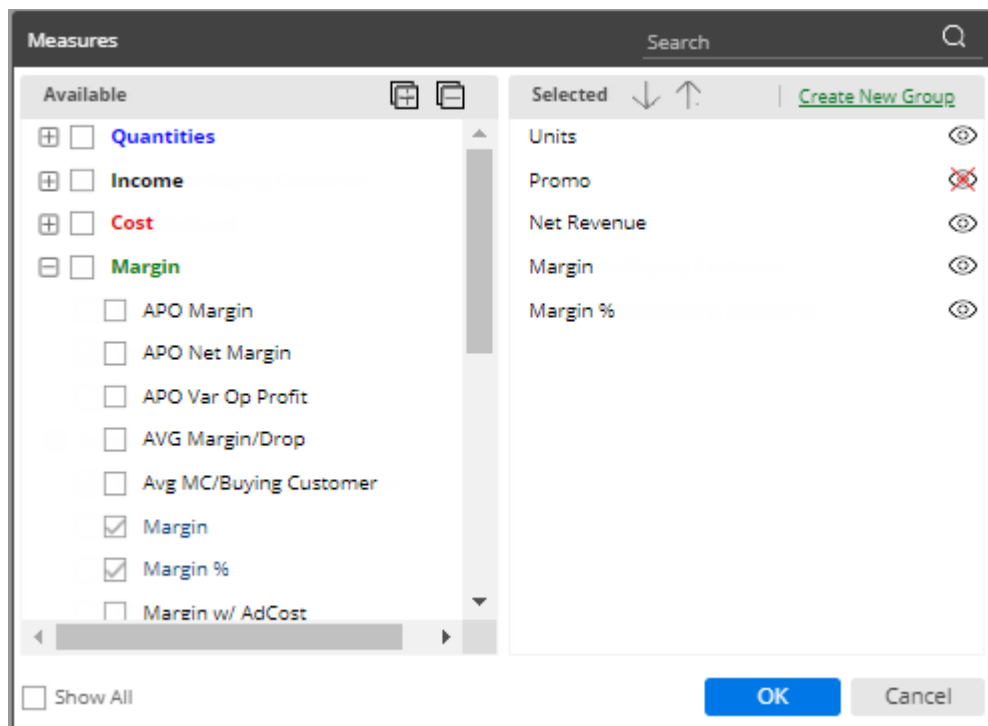 Measures
Search
Available
Quantities
Income
Cost
Margin
APO Margin
APO Net Margin
APO Var Op Profit
AVG Margin/Drop
Avg MC/Buying Customer
Margin
Margin %
Margin w/ AdCost
Show All
Selected
Create New Group
Units
Promo
Net Revenue
Margin
Margin %
OK
Cancel